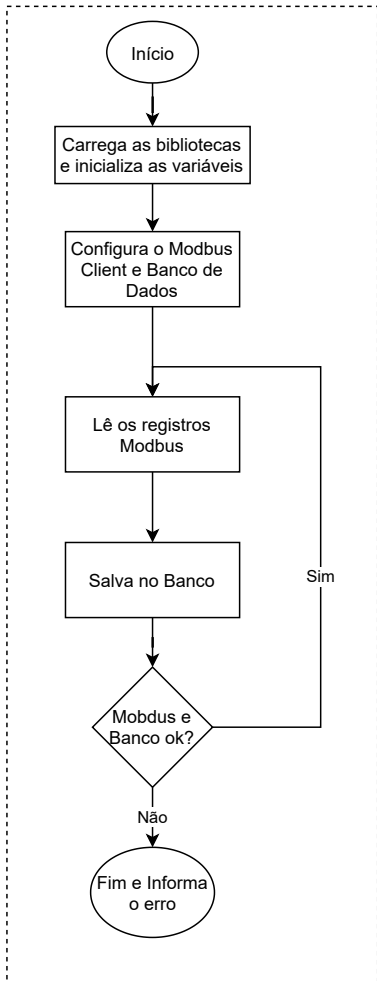 Início
Carrega as bibliotecas
e inicializa as variáveis
Configura o Modbus
Client e Banco de
Dados
Lê os registros
Modbus
Salva no Banco
Sim
Mobdus e
Banco ok?
Não
Fim e Informa
o erro